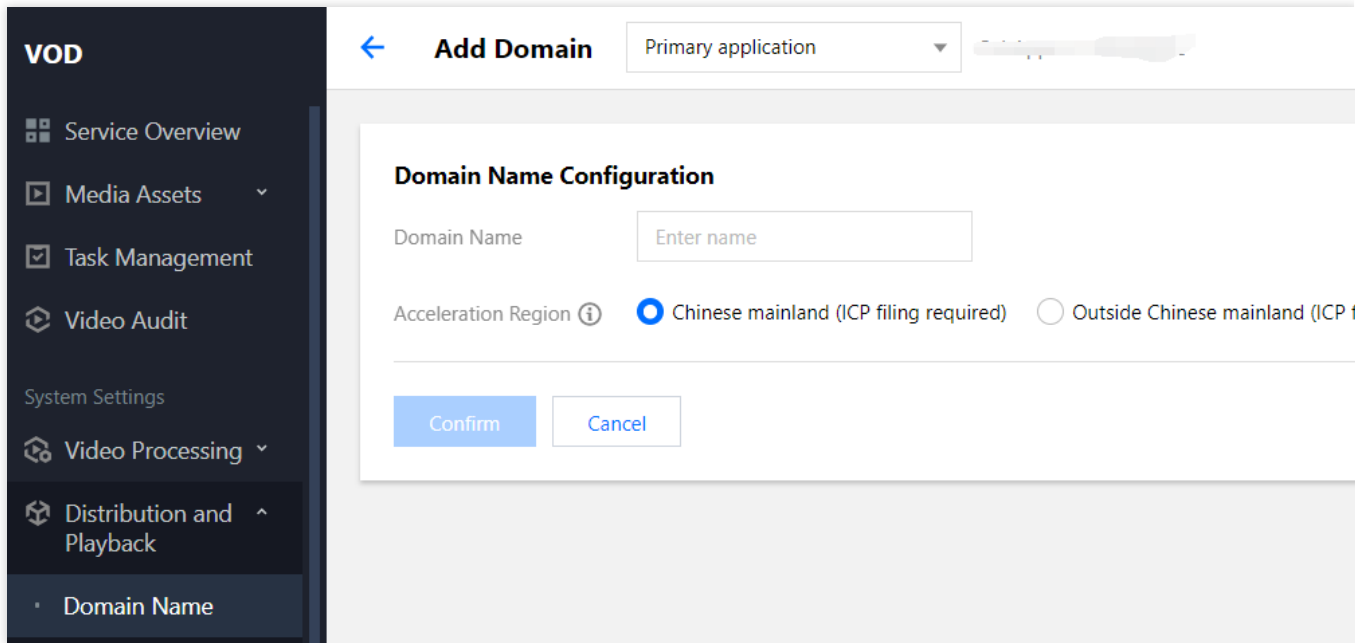 VOD
Add Domain
Primary application
Service Overview
Media Assets
Task Management
Video Audit
System Settings
Video Processing
Distribution and
Playback
Domain Name
Domain Name Configuration
Domain Name
Enter name
Acceleration Region
Chinese mainland (ICP filing required)
Outside Chinese mainland (ICP f
Confirm
Cancel